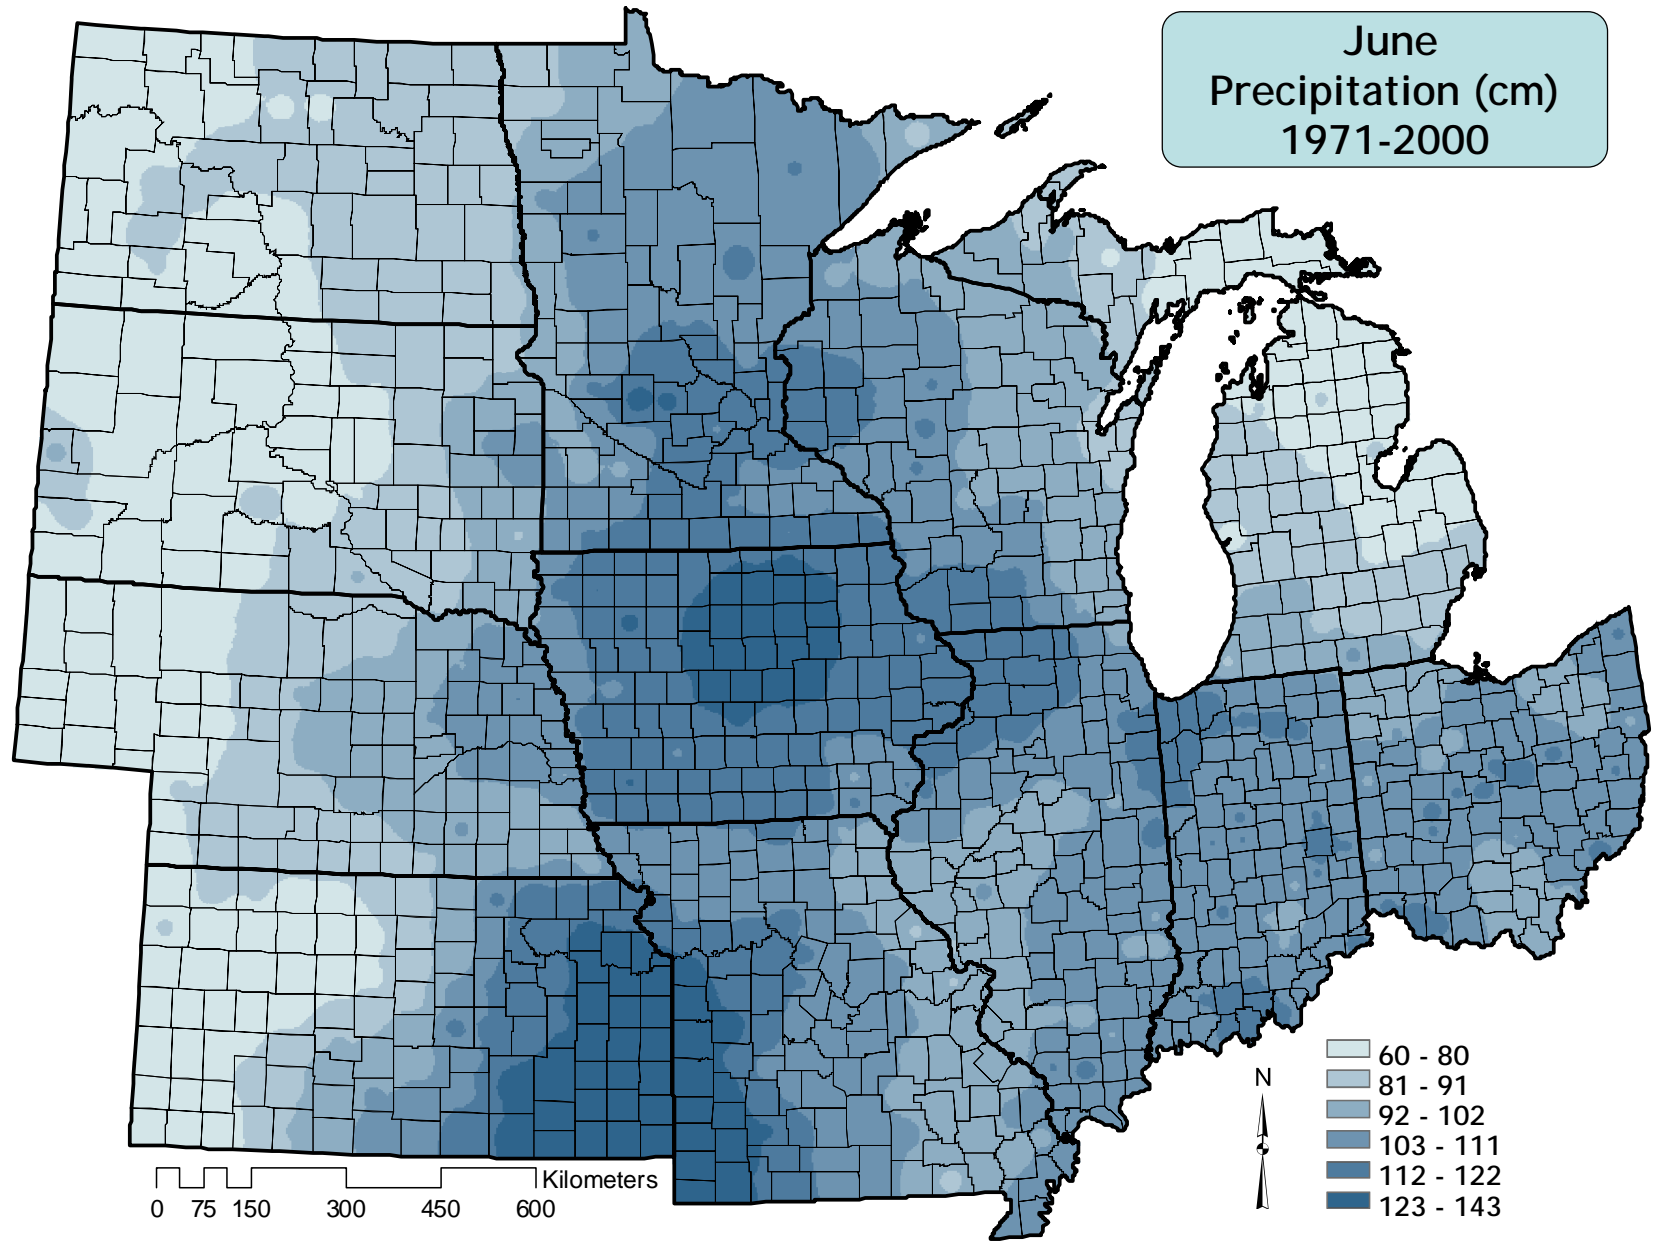 June
Precipitation (cm)
1971-2000
N
60 - 80
81 - 91
92 - 102
103 - 111
112 - 122
123 - 143
Kilometers
0 75 150 300 450 600